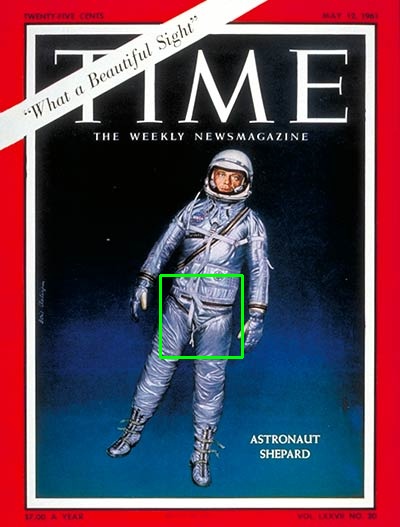 TWENTY-FIVE CENTS
MAY 12, 1961
"What a Beautiful Sight"
TIME
THE WEEKLY NEWSMAGAZINE
ASTRONAUT
SHEPARD
$7.00 A YEAR
VOL. LXXVII NO. 20